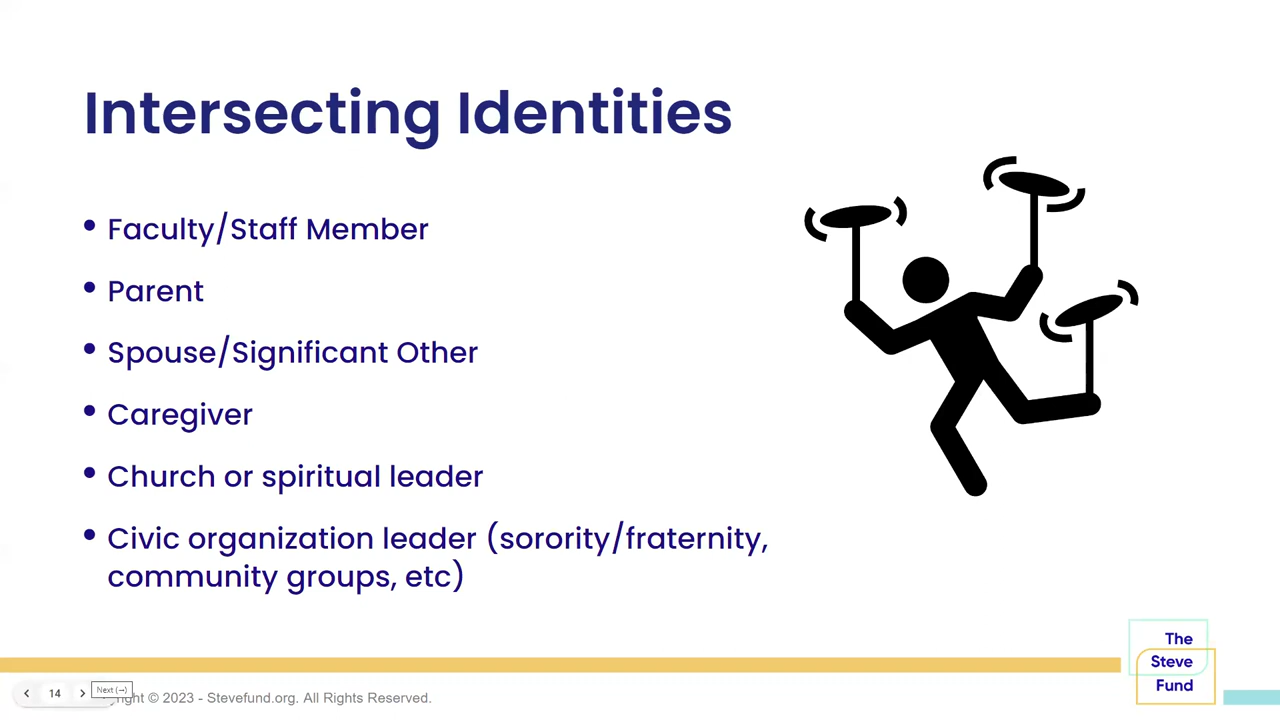 Intersecting Identities
• Faculty/Staff Member
• Parent
• Spouse/Significant Other
• Caregiver
• Church or spiritual leader
• Civic organization leader (sorority/fraternity,
community groups, etc)
The
Steve
Fund
14
Next (→)
© 2023 - Stevefund.org. All Rights Reserved.